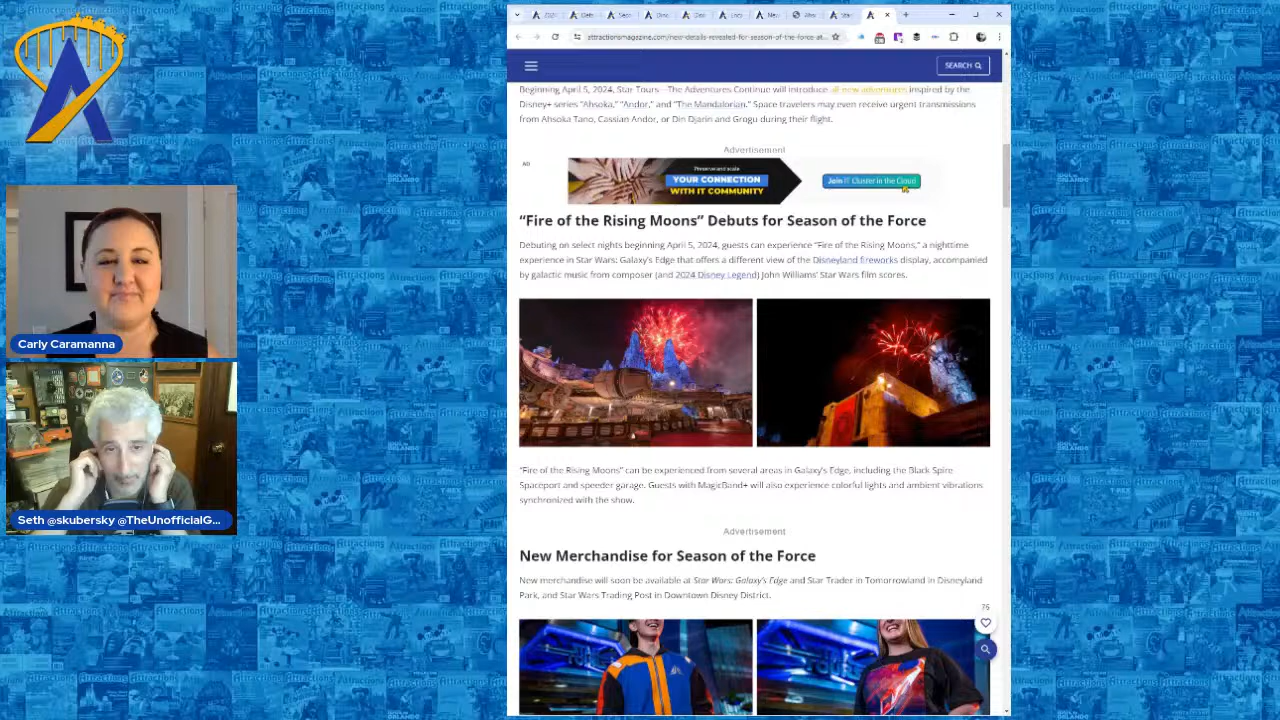 attractionsmagazine.com/new-details-revealed-for-season-of-the-force-at...
SEARCH
Beginning April 5, 2024, Star Tours—The Adventures Continue will introduce all new adventures inspired by the
Disney+ series "Ahsoka," "Andor," and "The Mandalorian." Space travelers may even receive urgent transmissions
from Ahsoka Tano, Cassian Andor, or Din Djarin and Grogu during their flight.
Advertisement
AD
Preserve and scale
YOUR CONNECTION
WITH IT COMMUNITY
Join IT Cluster in the Cloud
“Fire of the Rising Moons” Debuts for Season of the Force
Debuting on select nights beginning April 5, 2024, guests can experience “Fire of the Rising Moons,” a nighttime
experience in Star Wars: Galaxy’s Edge that offers a different view of the Disneyland fireworks display, accompanied
by galactic music from composer (and 2024 Disney Legend) John Williams’ Star Wars film scores.
“Fire of the Rising Moons” can be experienced from several areas in Galaxy’s Edge, including the Black Spire
Spaceport and speeder garage. Guests with MagicBand+ will also experience colorful lights and ambient vibrations
synchronized with the show.
Advertisement
New Merchandise for Season of the Force
New merchandise will soon be available at Star Wars: Galaxy’s Edge and Star Trader in Tomorrowland in Disneyland
Park, and Star Wars Trading Post in Downtown Disney District.
76
Carly Caramanna
Seth @skubersky @TheUnofficialG...